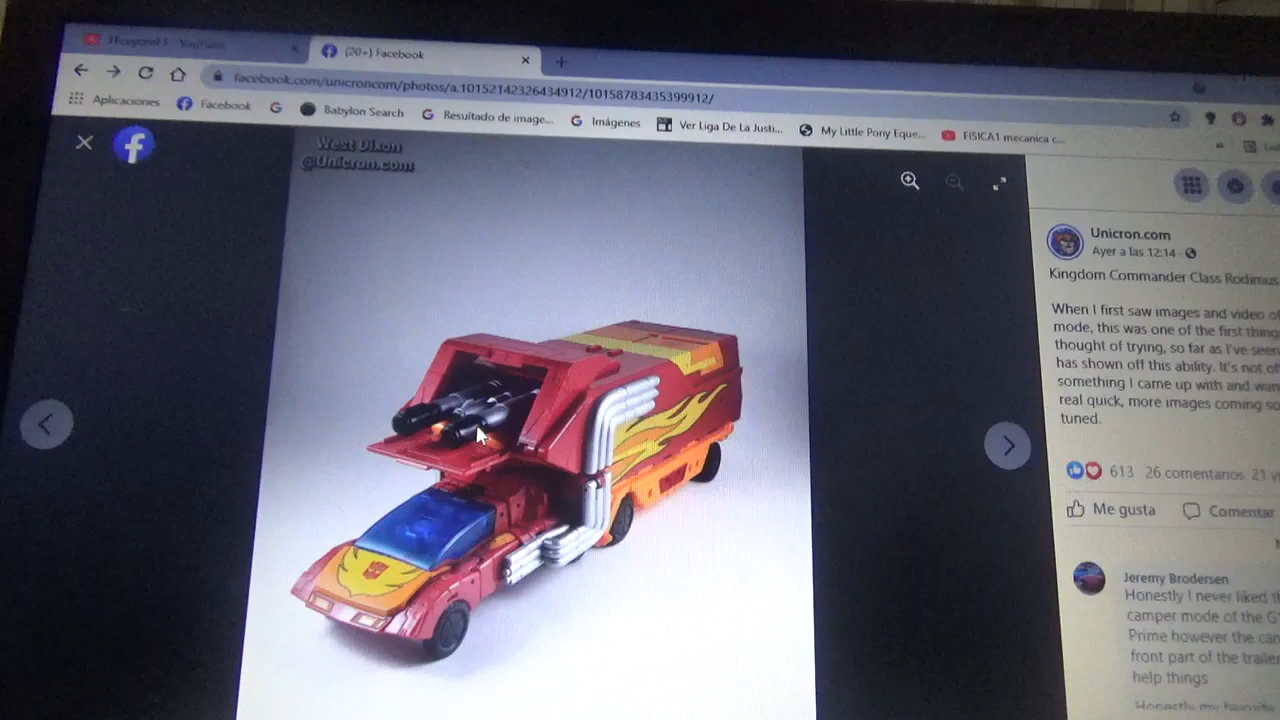 YouTube
(20+) Facebook
facebook.com/unicroncom/photos/a.10152142326434912/10158783435399912/
Aplicaciones
Facebook
Babylon Search
Resultado de image...
Imágenes
Ver Liga De La Justi...
My Little Pony Eque...
FISICA1 mecanica c...
West Dixon
@Unicron.com
Unicron.com
Ayer a las 12:14
Kingdom Commander Class Rodimus
When I first saw images and video of
mode, this was one of the first thing
thought of trying, so far as I've seen
has shown off this ability. It's not of
something I came up with and wan
real quick, more images coming so
tuned.
613 26 comentarios 21 v
Me gusta
Comentar
Jeremy Brodersen
Honestly I never liked th
camper mode of the G
Prime however the can
front part of the trailer
help things
Honestly my favorite